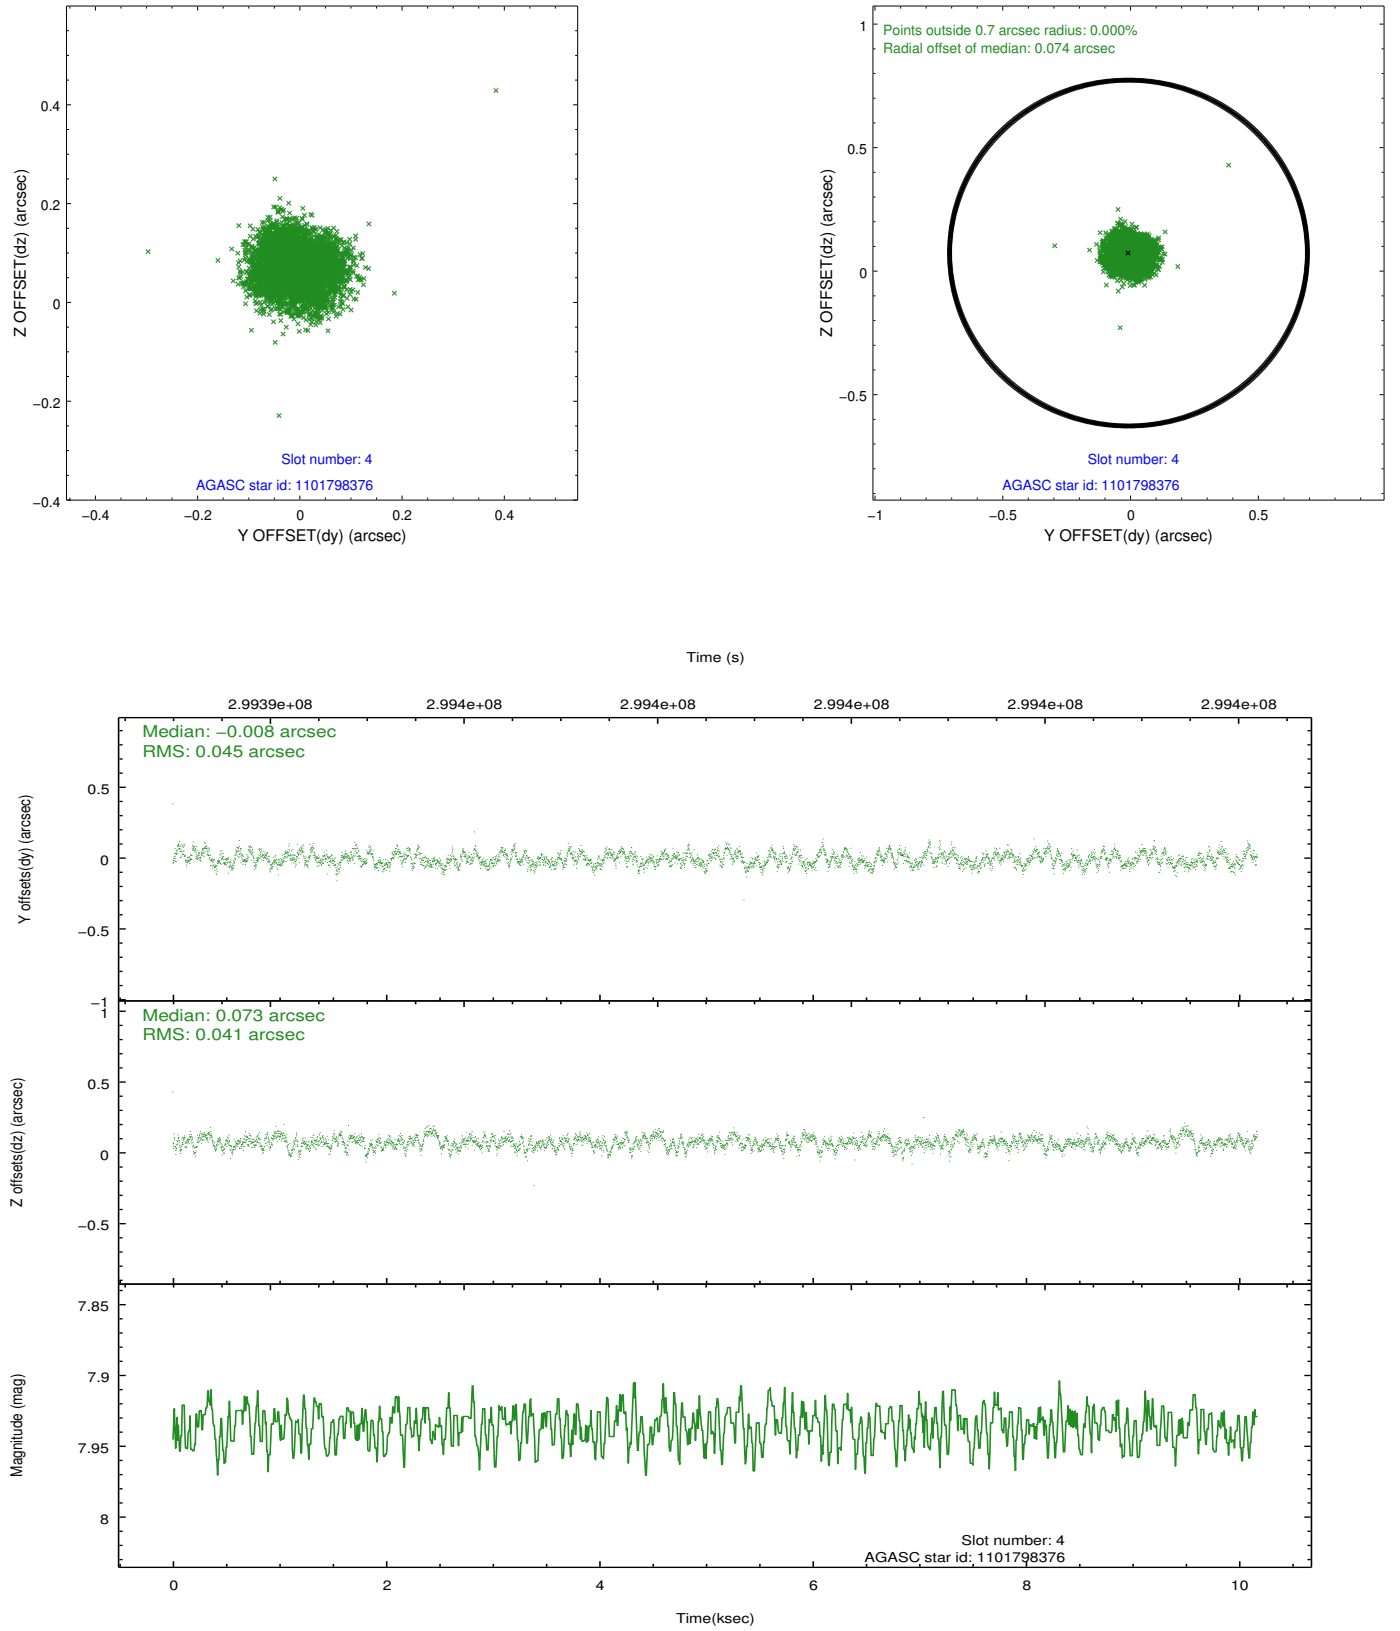 0.4
0.2
0
−0.2
−0.4
Z OFFSET(dz) (arcsec)
Slot number: 4
AGASC star id: 1101798376
−0.4 −0.2 0 0.2 0.4
Y OFFSET(dy) (arcsec)
Points outside 0.7 arcsec radius: 0.000%
Radial offset of median: 0.074 arcsec
1
0.5
0
−0.5
Z OFFSET(dz) (arcsec)
Slot number: 4
AGASC star id: 1101798376
−1 −0.5 0 0.5
Y OFFSET(dy) (arcsec)
Time (s)
2.9939e+08 2.994e+08 2.994e+08 2.994e+08 2.994e+08 2.994e+08
Median: −0.008 arcsec
RMS: 0.045 arcsec
0.5
0
−0.5
−1
Y offsets(dy) (arcsec)
Median: 0.073 arcsec
RMS: 0.041 arcsec
1
0.5
0
−0.5
Z offsets(dz) (arcsec)
7.85
7.9
7.95
8
Magnitude (mag)
Slot number: 4
AGASC star id: 1101798376
0 2 4 6 8 10
Time(ksec)